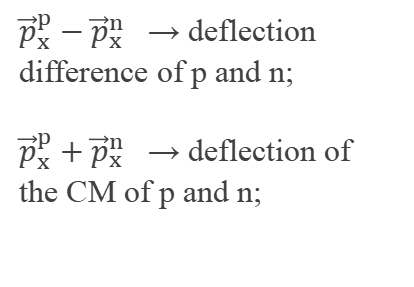 p⃗ₓᵖ − p⃗ₓⁿ → deflection
difference of p and n;
p⃗ₓᵖ + p⃗ₓⁿ → deflection of
the CM of p and n;